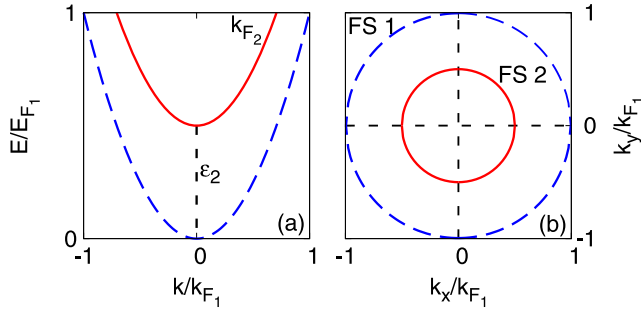 1
E/E_{F_1}
0
k_{F_2}
ε_2
(a)
-1 0 1
k/k_{F_1}
FS 1
FS 2
(b)
1
0
-1
k_y/k_{F_1}
-1 0 1
k_x/k_{F_1}